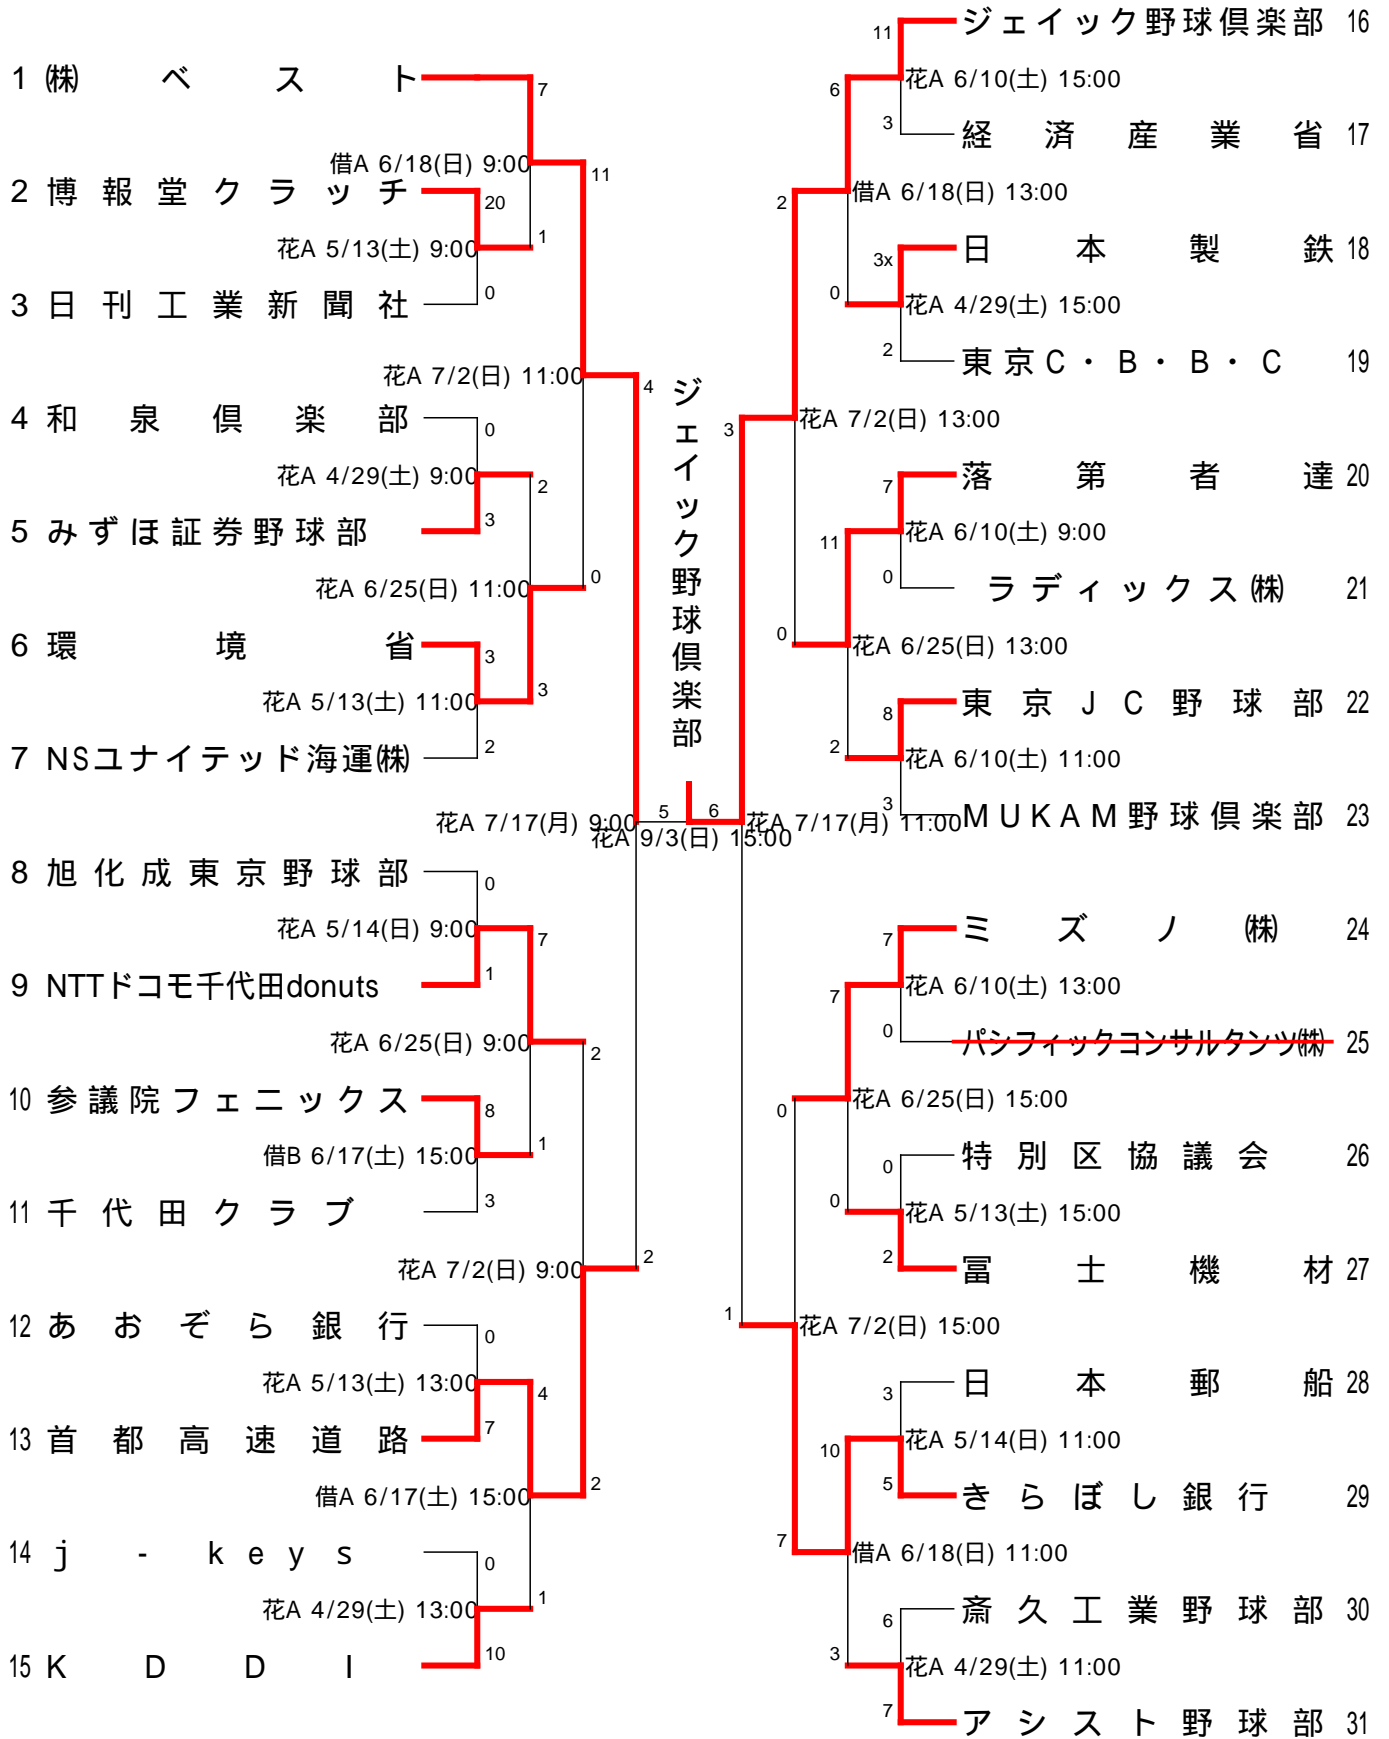 1 ㈱ベスト
7
借A 6/18(日) 9:00
11
2 博報堂クラッチ
20
花A 5/13(土) 9:00
1
3 日刊工業新聞社
0
花A 7/2(日) 11:00
4
4 和泉倶楽部
0
花A 4/29(土) 9:00
2
5 みずほ証券野球部
3
花A 6/25(日) 11:00
0
6 環境省
3
花A 5/13(土) 11:00
3
7 NSユナイテッド海運㈱
2
花A 7/17(月) 9:00
8 旭化成東京野球部
0
花A 5/14(日) 9:00
7
9 NTTドコモ千代田donuts
1
花A 6/25(日) 9:00
2
10 参議院フェニックス
8
借B 6/17(土) 15:00
1
11 千代田クラブ
3
花A 7/2(日) 9:00
2
12 あおぞら銀行
0
花A 5/13(土) 13:00
4
13 首都高速道路
7
借A 6/17(土) 15:00
2
14 j-keys
0
花A 4/29(土) 13:00
1
15 KDDI
10
ジェイック野球倶楽部
5
6
花A 9/3(日) 15:00
11
ジェイック野球倶楽部 16
6
花A 6/10(土) 15:00
3
経済産業省 17
2
借A 6/18(日) 13:00
3x
日本製鉄 18
0
花A 4/29(土) 15:00
2
東京C・B・B・C 19
3
花A 7/2(日) 13:00
7
落第者達 20
11
花A 6/10(土) 9:00
0
ラディックス㈱ 21
0
花A 6/25(日) 13:00
8
東京JC野球部 22
2
花A 6/10(土) 11:00
3
MUKAM野球倶楽部 23
花A 7/17(月) 11:00
7
ミズノ㈱ 24
7
花A 6/10(土) 13:00
0
パシフィックコンサルタンツ㈱ 25
0
花A 6/25(日) 15:00
0
特別区協議会 26
0
花A 5/13(土) 15:00
2
冨士機材 27
1
花A 7/2(日) 15:00
3
日本郵船 28
10
花A 5/14(日) 11:00
5
きらぼし銀行 29
7
借A 6/18(日) 11:00
6
斎久工業野球部 30
3
花A 4/29(土) 11:00
7
アシスト野球部 31